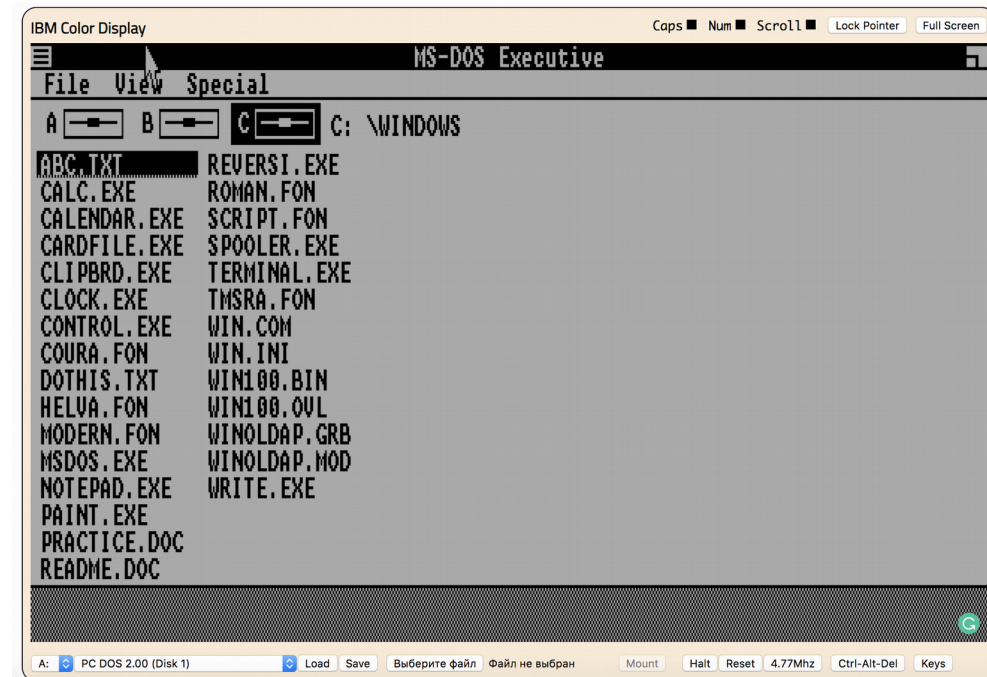 IBM Color Display Caps Num Scroll Lock Pointer Full Screen
MS-DOS Executive
File View Special
A B C C: \WINDOWS
ABC.TXT REVERSI.EXE
CALC.EXE ROMAN.FON
CALENDAR.EXE SCRIPT.FON
CARDFILE.EXE SPOOLER.EXE
CLIPBRD.EXE TERMINAL.EXE
CLOCK.EXE TMSRA.FON
CONTROL.EXE WIN.COM
COURA.FON WIN.INI
DOTHIS.TXT WIN100.BIN
HELVA.FON WIN100.OVL
MODERN.FON WINOLDAP.GRB
MSDOS.EXE WINOLDAP.MOD
NOTEPAD.EXE WRITE.EXE
PAINT.EXE
PRACTICE.DOC
README.DOC
G
A: PC DOS 2.00 (Disk 1) Load Save Выберите файл Файл не выбран Mount Halt Reset 4.77Mhz Ctrl-Alt-Del Keys